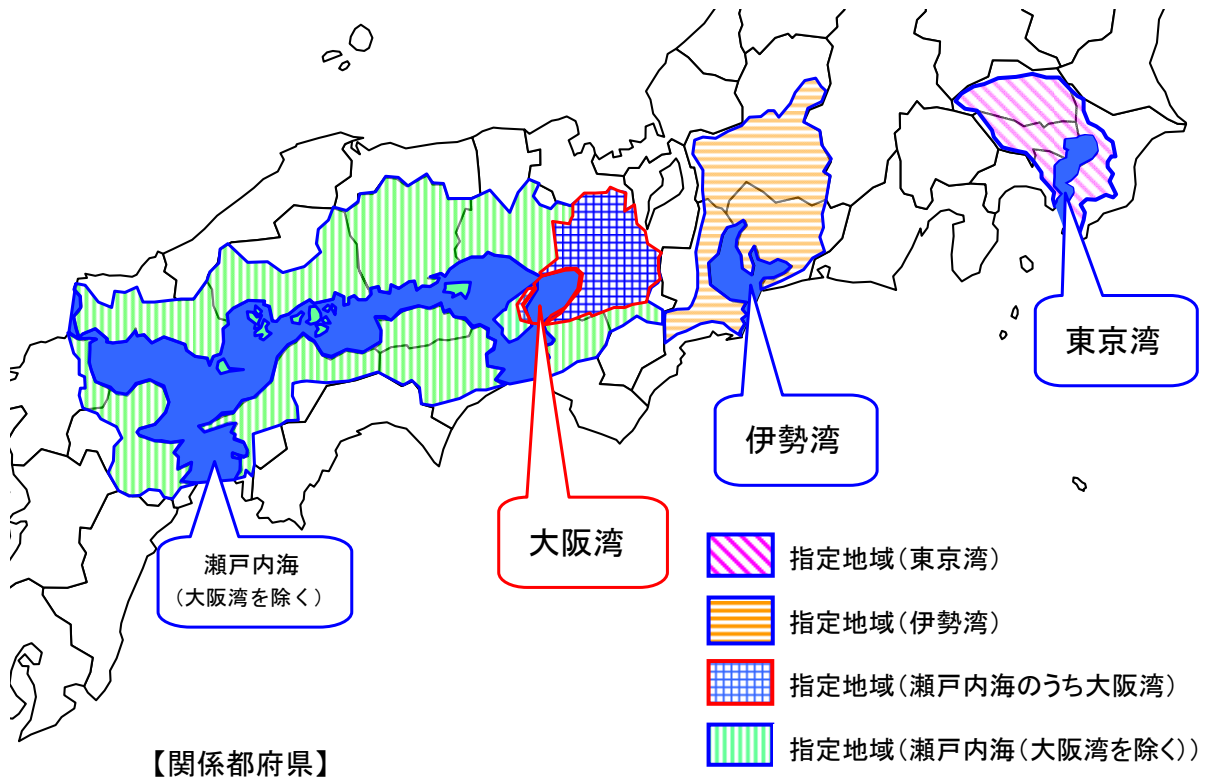 東京湾
伊勢湾
大阪湾
瀬戸内海
(大阪湾を除く)
指定地域(東京湾)
指定地域(伊勢湾)
指定地域(瀬戸内海のうち大阪湾)
指定地域(瀬戸内海(大阪湾を除く))
【関係都府県】